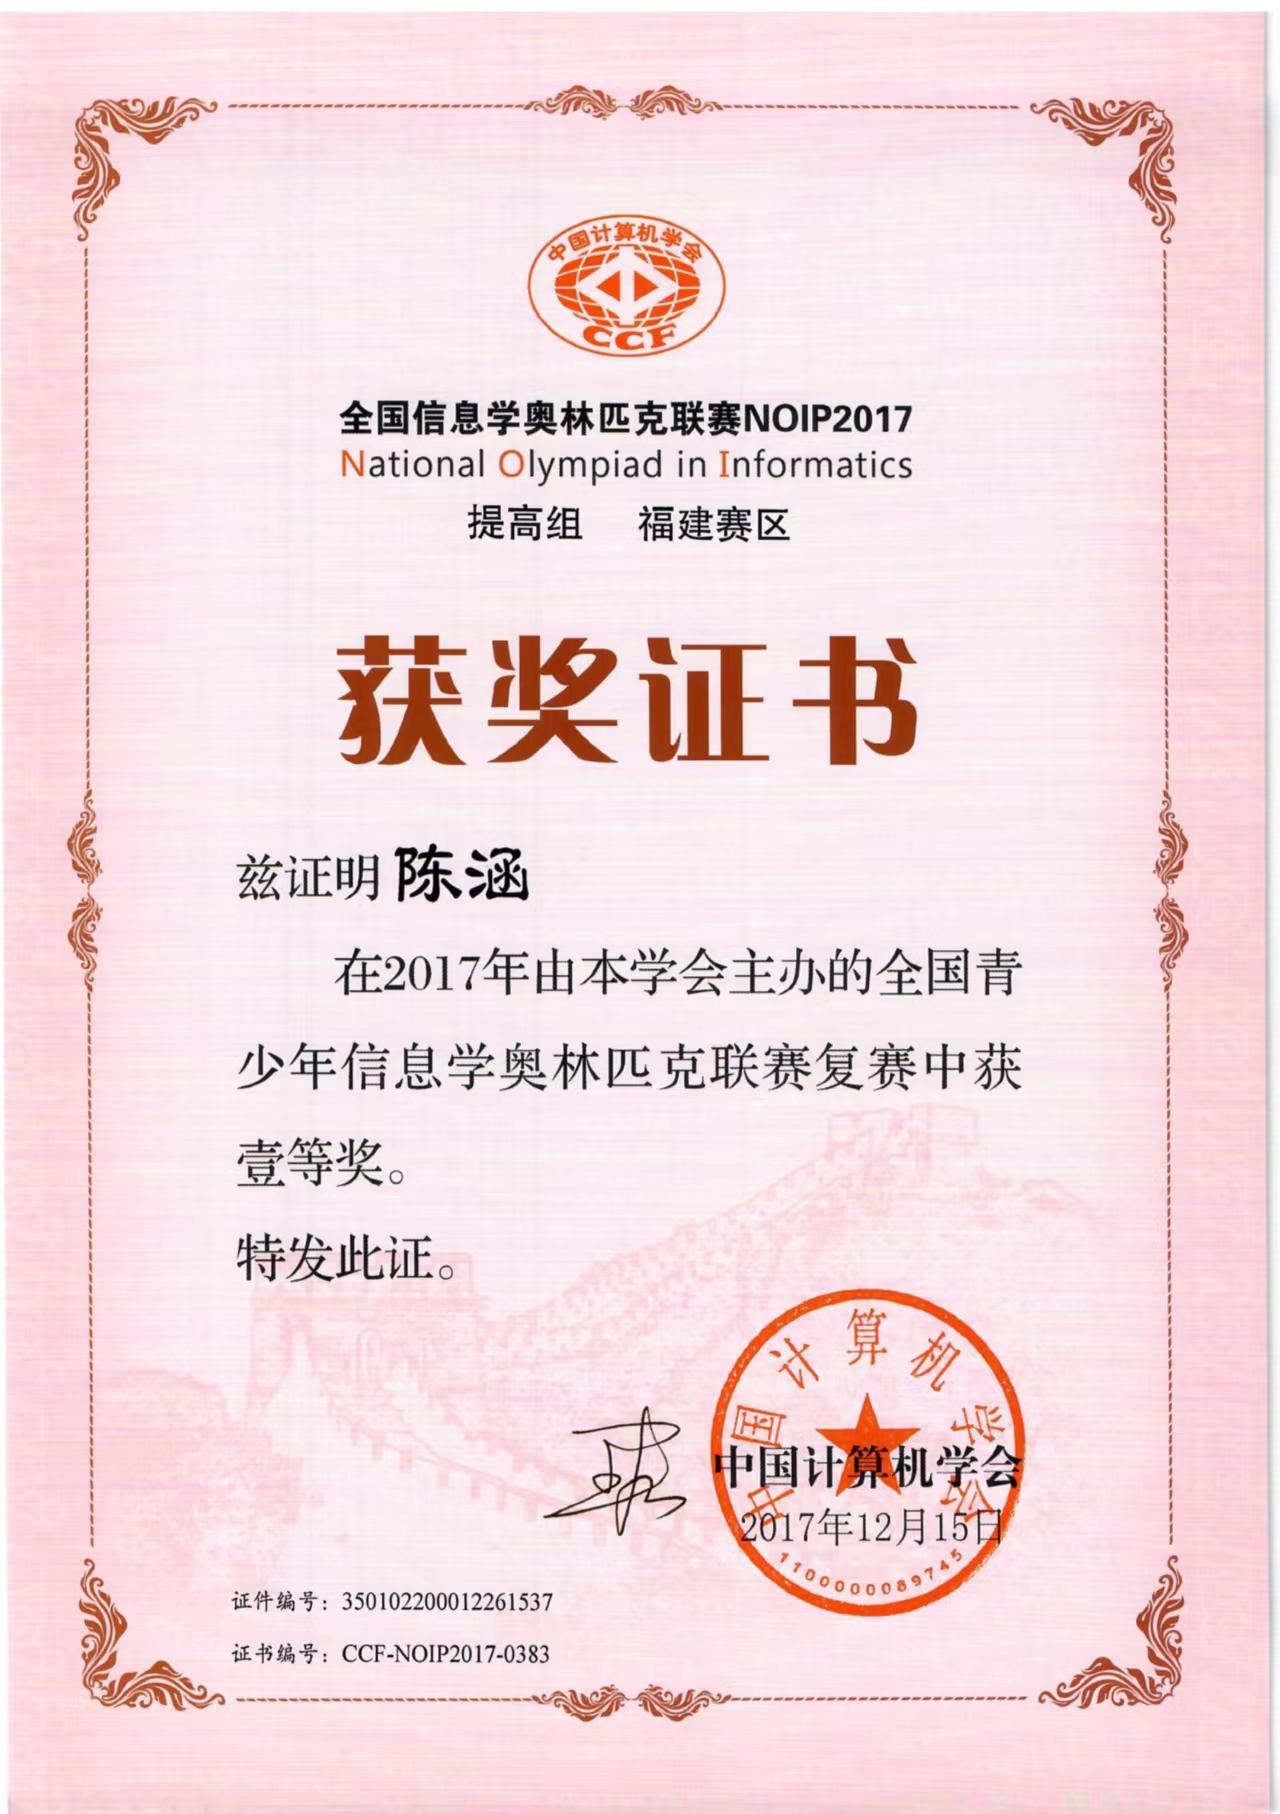 中国计算机学会
CCF
全国信息学奥林匹克联赛NOIP2017
National Olympiad in Informatics
提高组 福建赛区
获奖证书
兹证明 陈涵
在2017年由本学会主办的全国青
少年信息学奥林匹克联赛复赛中获
壹等奖。
特发此证。
中国计算机学会
中国计算机学会
2017年12月15日
1100000089745
证件编号：350102200012261537
证书编号：CCF-NOIP2017-0383